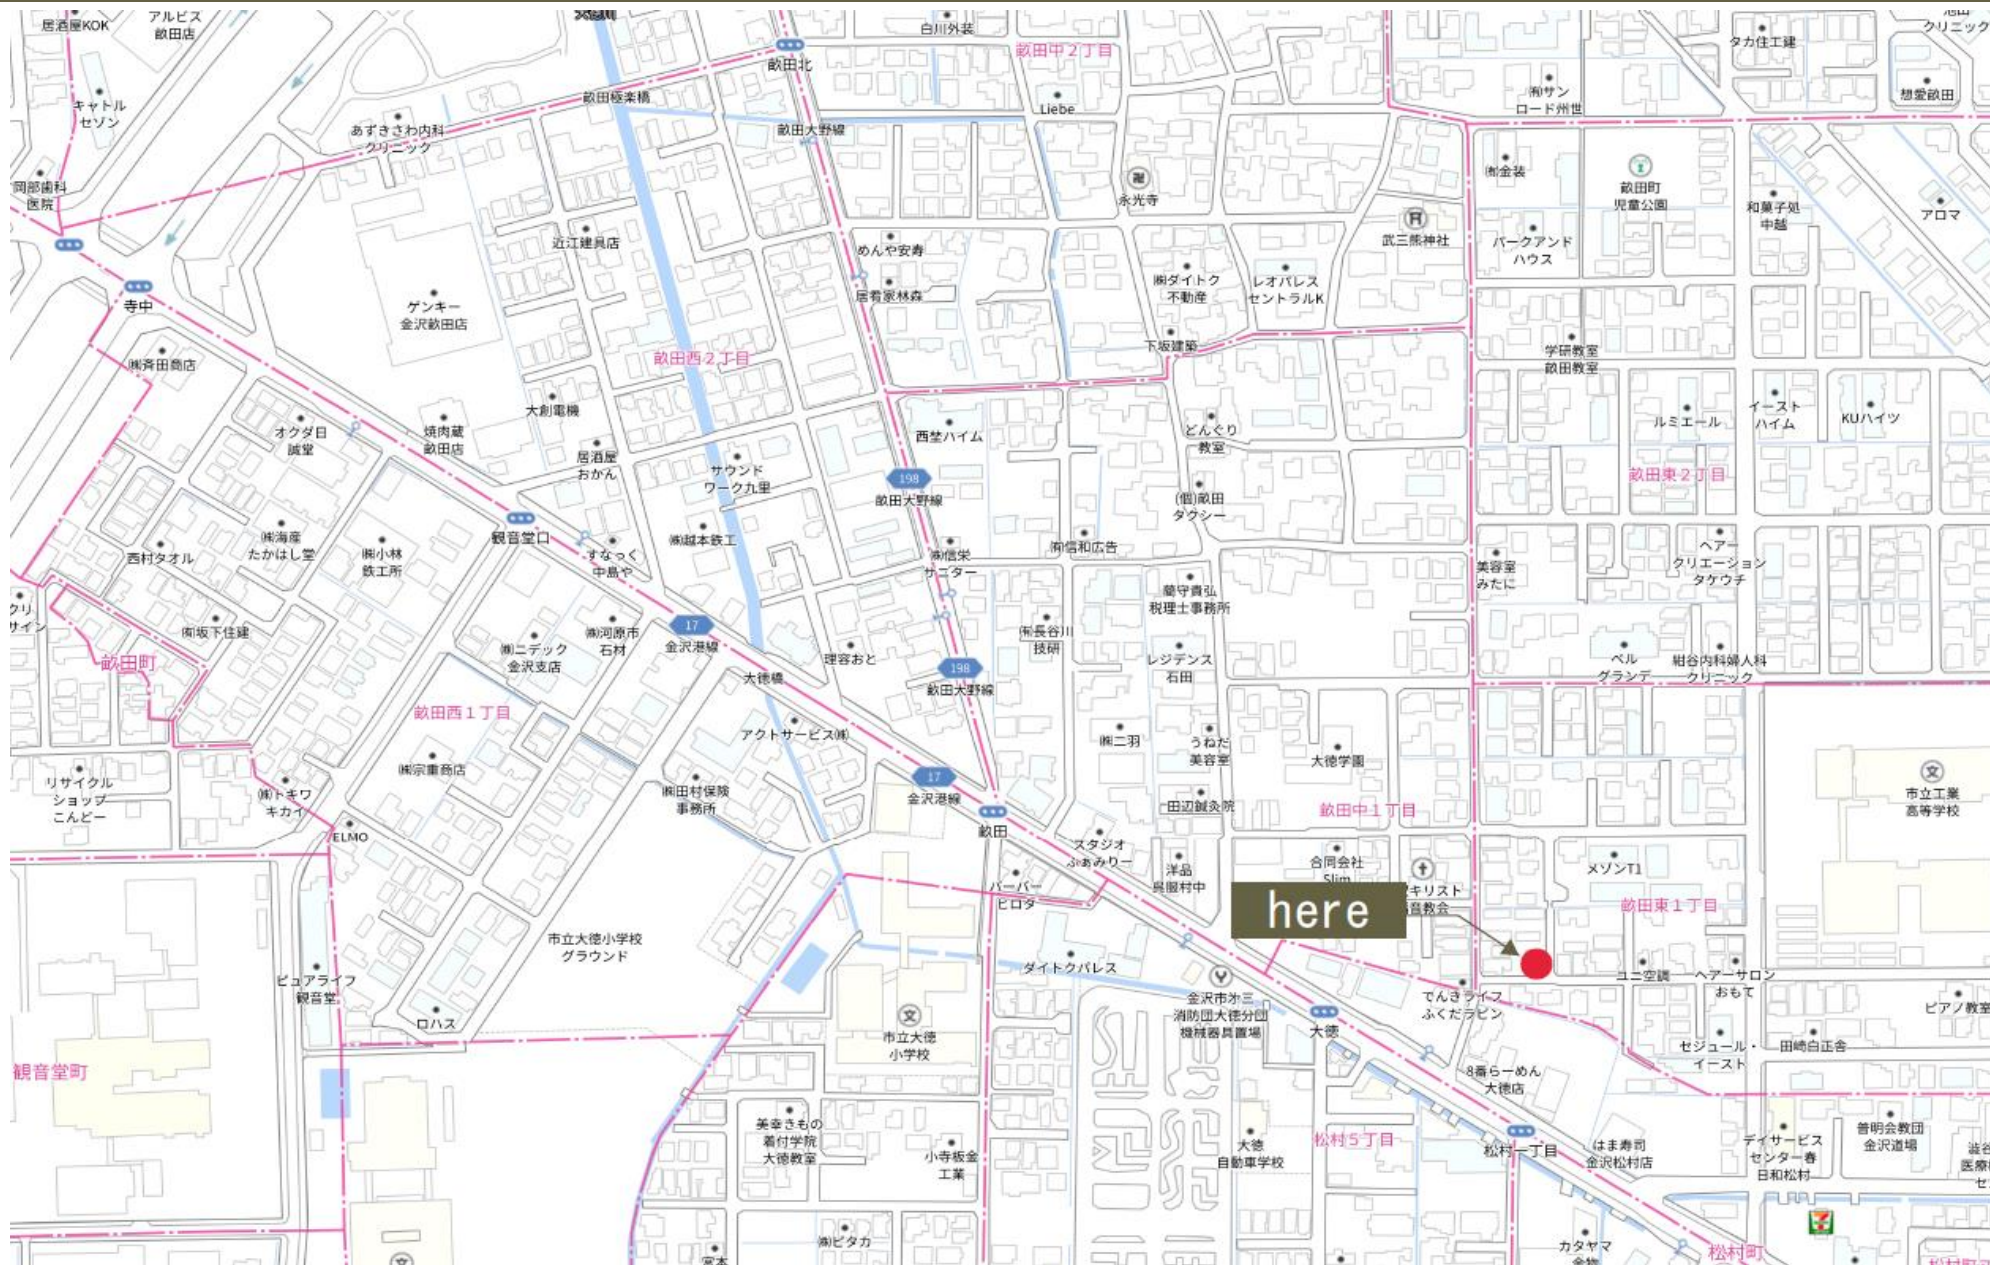 居酒屋KOK
アルビス
畝田店
白川外装
畝田中２丁目
タカ住工建
クリニック
畝田北
キャトル
セゾン
畝田極楽橋
Liebe
㈲サン
ロード州世
想愛畝田
あずきさわ内科
クリニック
畝田大野線
岡部歯科
医院
永光寺
㈲金装
畝田町
児童公園
和菓子処
中越
アロマ
近江建具店
めんや安寿
武三熊神社
パークアンド
ハウス
寺中
ゲンキー
金沢畝田店
居肴家林森
㈱ダイトク
不動産
レオパレス
セントラルK
㈱斉田商店
畝田西２丁目
下坂建築
学研教室
畝田教室
オクダ日
誠堂
焼肉蔵
畝田店
大創電機
居酒屋
おかん
サウンド
ワーク九里
西埜ハイム
どんぐり
教室
ルミエール
イースト
ハイム
KUハイツ
198
畝田大野線
畝田東２丁目
(個)畝田
タクシー
西村タオル
㈱海産
たかはし堂
㈱小林
鉄工所
観音堂口
すなっく
中島や
㈱越本鉄工
㈱信栄
サニター
㈲信和広告
美容室
みたに
ヘアー
クリエーション
タケウチ
クリ
サイン
㈲坂下住建
㈱ニデック
金沢支店
㈱河原市
石材
17
金沢港線
理容おと
㈲長谷川
技研
藺守貴弘
税理士事務所
レジデンス
石田
ベル
グランデ
紺谷内科婦人科
クリニック
畝田町
大徳橋
198
畝田大野線
畝田西１丁目
アクトサービス㈱
㈱二羽
うねだ
美容室
大徳学園
㈱宗重商店
リサイクル
ショップ
こんどー
㈱トキワ
キカイ
㈱田村保険
事務所
17
金沢港線
田辺鍼灸院
畝田中１丁目
市立工業
高等学校
ELMO
畝田
スタジオ
ふぁみりー
洋品
呉服村中
合同会社
Slim
メゾンT1
バーバー
ヒロタ
キリスト
音教会
here
畝田東１丁目
市立大徳小学校
グラウンド
ダイトクパレス
ピュアライフ
観音堂
ロハス
金沢市第三
消防団大徳分団
機械器具置場
でんきライフ
ふくだラビン
ユニ空調
ヘアーサロン
おもて
ピアノ教室
市立大徳
小学校
大徳
セジュール・
イースト
田崎白正舎
観音堂町
8番らーめん
大徳店
美幸きもの
着付学院
大徳教室
小寺板金
工業
大徳
自動車学校
松村５丁目
松村一丁目
はま寿司
金沢松村店
デイサービス
センター春
日和松村
普明会教団
金沢道場
㈱ビタカ
カタヤマ
松村町